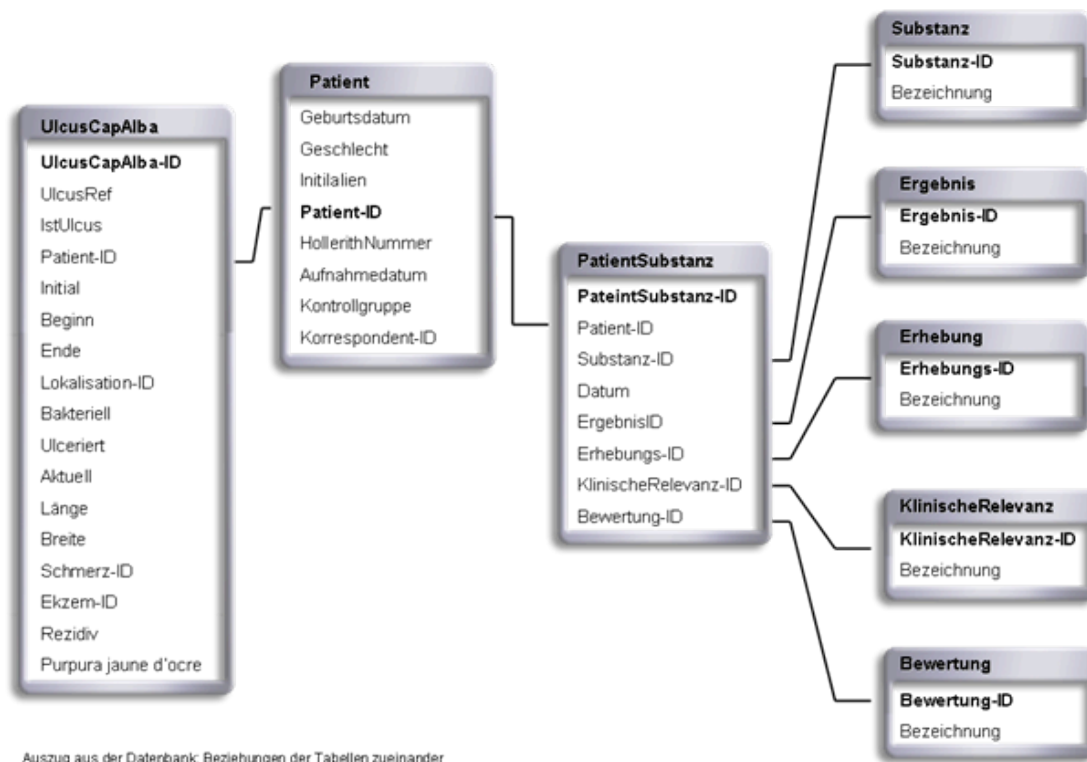 UlcusCapAlba
UlcusCapAlba-ID
UlcusRef
IstUlcus
Patient-ID
Initial
Beginn
Ende
Lokalisation-ID
Bakteriell
Ulceriert
Aktuell
Länge
Breite
Schmerz-ID
Ekzem-ID
Rezidiv
Purpura jaune d'ocre
Patient
Geburtsdatum
Geschlecht
Initilalien
Patient-ID
HollerithNummer
Aufnahmedatum
Kontrollgruppe
Korrespondent-ID
PatientSubstanz
PateintSubstanz-ID
Patient-ID
Substanz-ID
Datum
ErgebnisID
Erhebungs-ID
KlinischeRelevanz-ID
Bewertung-ID
Substanz
Substanz-ID
Bezeichnung
Ergebnis
Ergebnis-ID
Bezeichnung
Erhebung
Erhebungs-ID
Bezeichnung
KlinischeRelevanz
KlinischeRelevanz-ID
Bezeichnung
Bewertung
Bewertung-ID
Bezeichnung
Auszug aus der Datenbank: Beziehungen der Tabellen zueinander